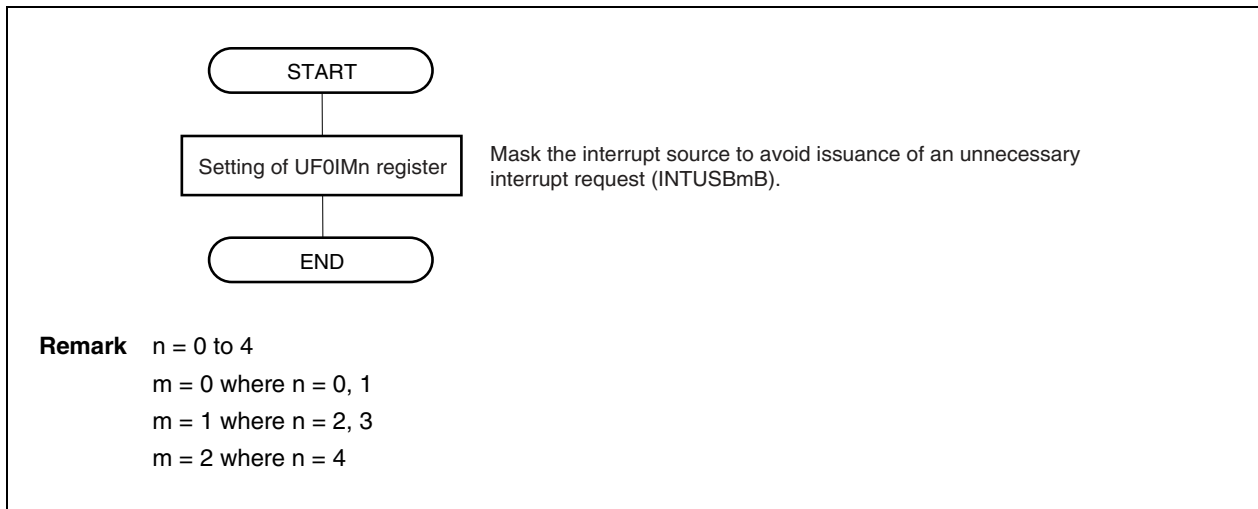 START
Setting of UF0IMn register
Mask the interrupt source to avoid issuance of an unnecessary
interrupt request (INTUSBmB).
END
Remark n = 0 to 4
m = 0 where n = 0, 1
m = 1 where n = 2, 3
m = 2 where n = 4